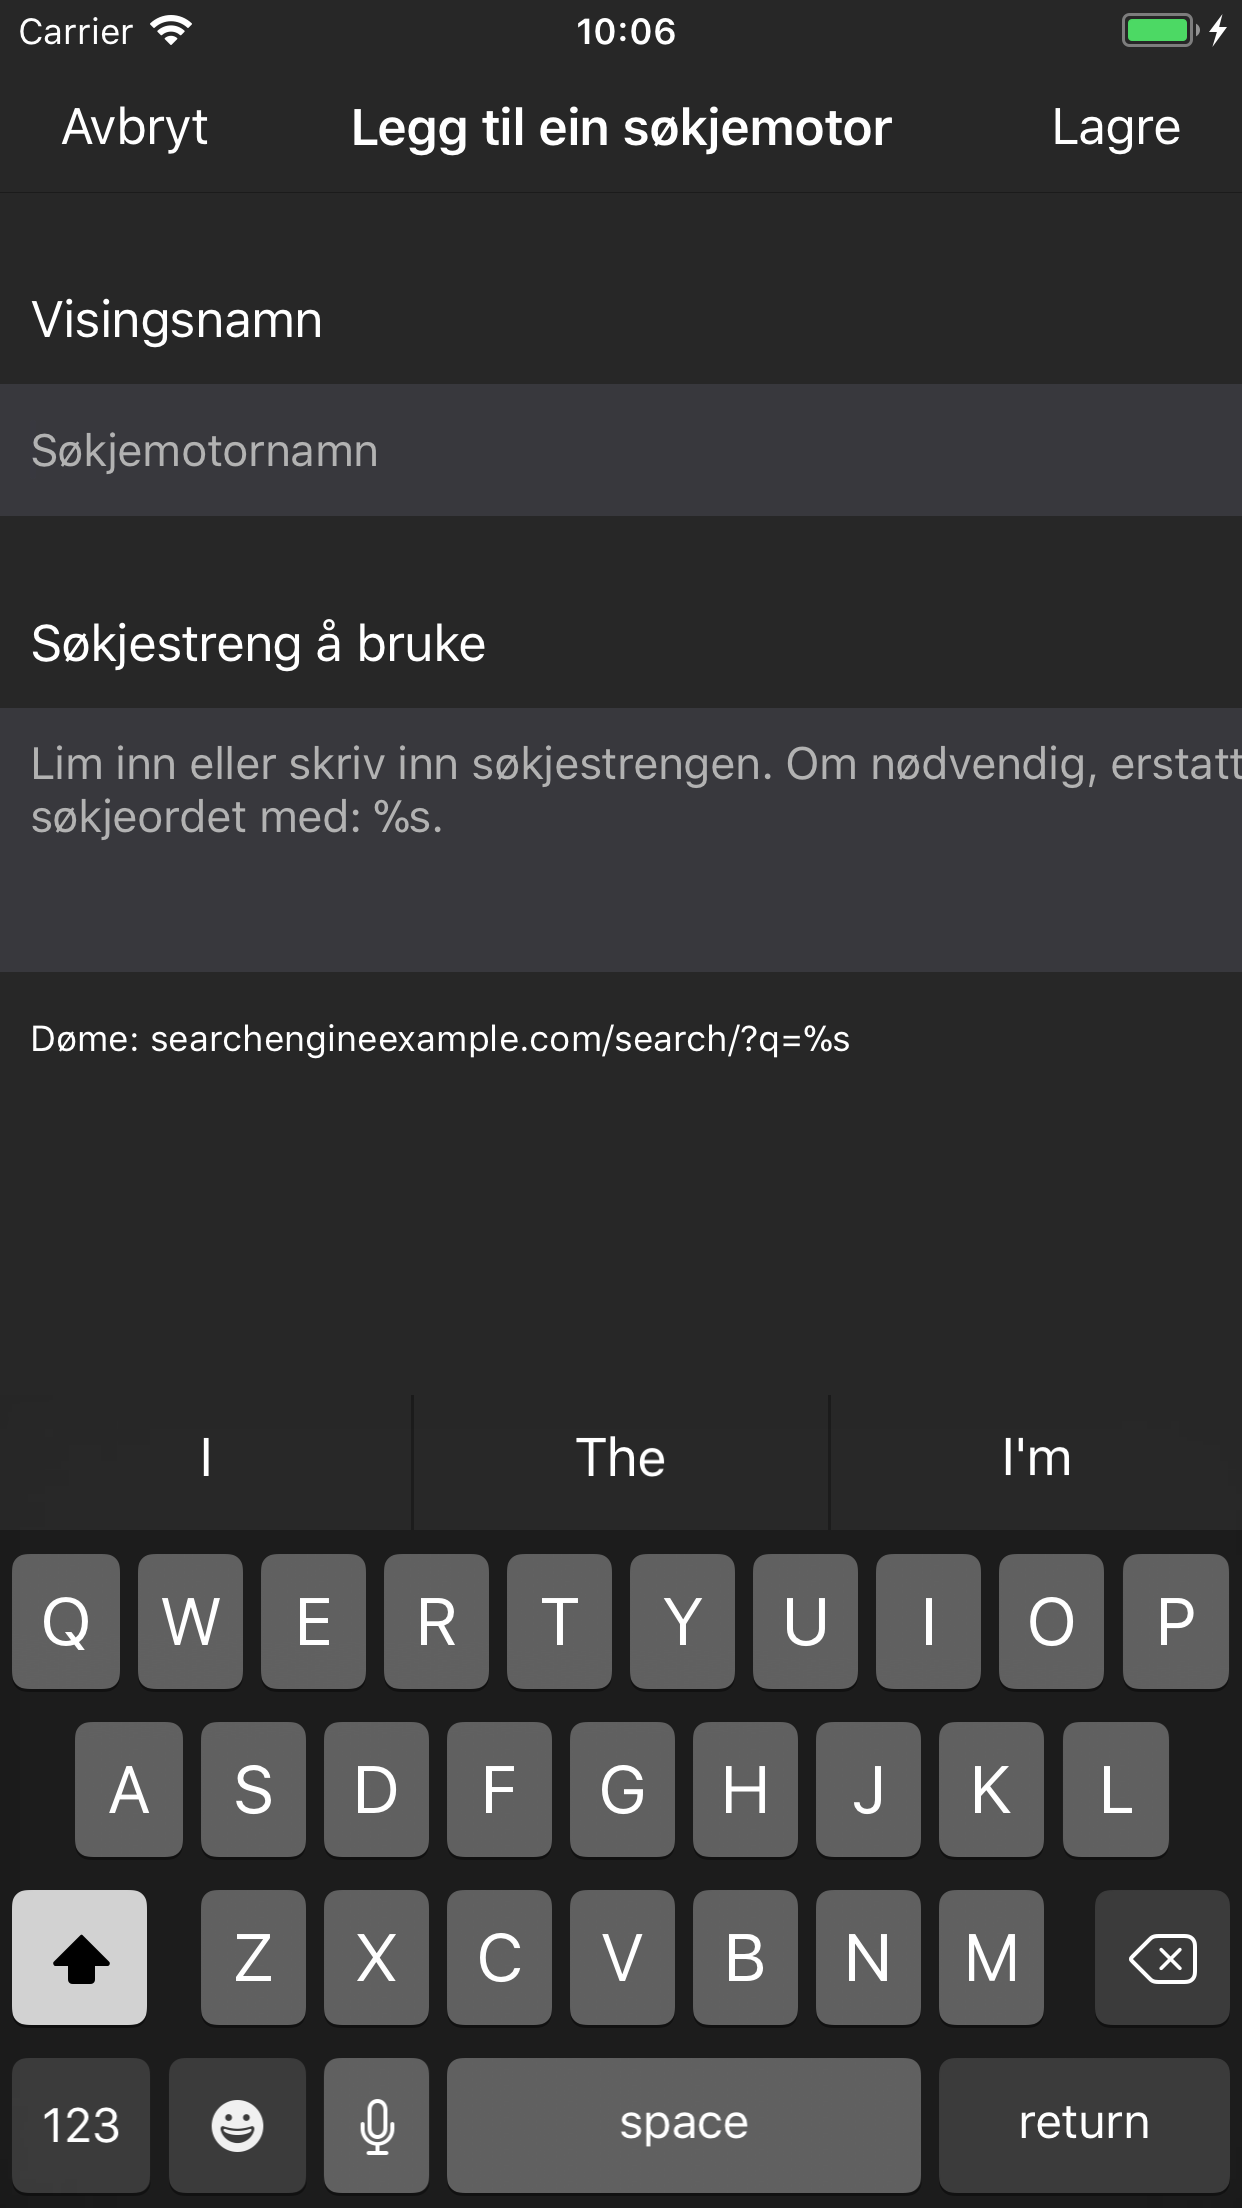 Carrier 10:06
Avbryt Legg til ein søkjemotor Lagre
Visingsnamn
Søkjemotornamn
Søkjestreng å bruke
Lim inn eller skriv inn søkjestrengen. Om nødvendig, erstatt
søkjeordet med: %s.
Døme: searchengineexample.com/search/?q=%s
I The I'm
Q W E R T Y U I O P
A S D F G H J K L
Z X C V B N M
123 space return